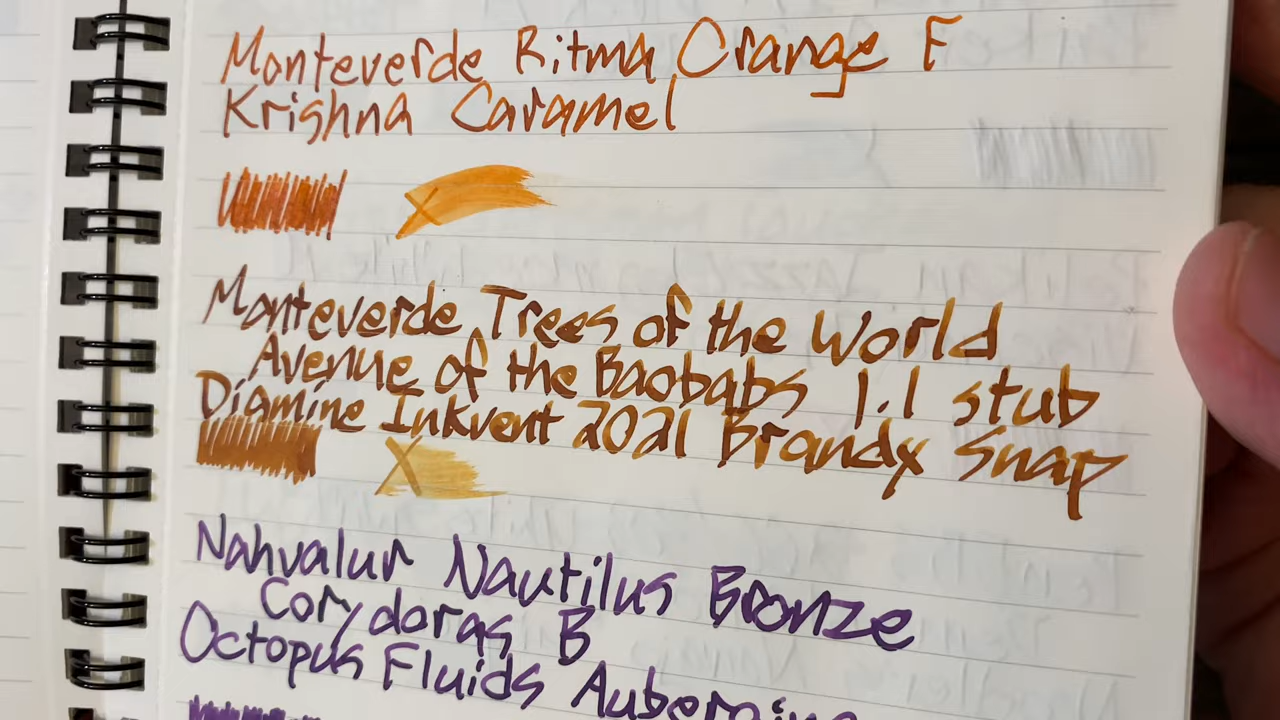 Monteverde Ritma Orange F
Krishna Caramel
Monteverde Trees of the World
Avenue of the Baobabs 1.1 stub
Diamine Inkvent 2021 Brandy Snap
Nahvalur Nautilus Bronze
Corydoras B
Octopus Fluids Aubergine